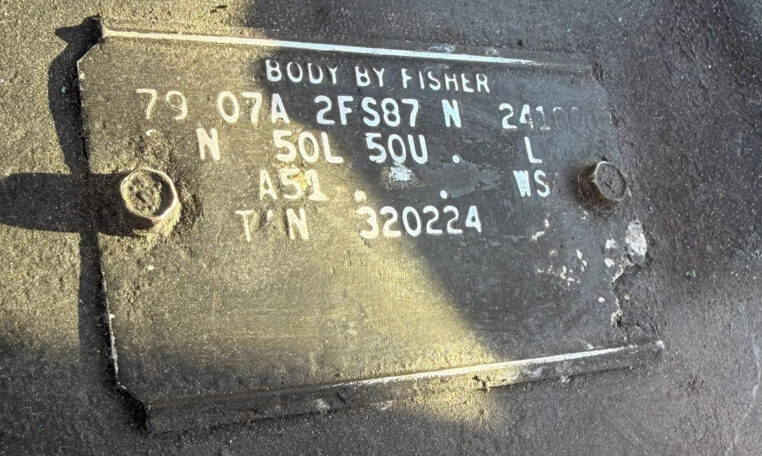 BODY BY FISHER
79 07A 2FS87 N
N 50L 50U . L
A51 . . WS
320224